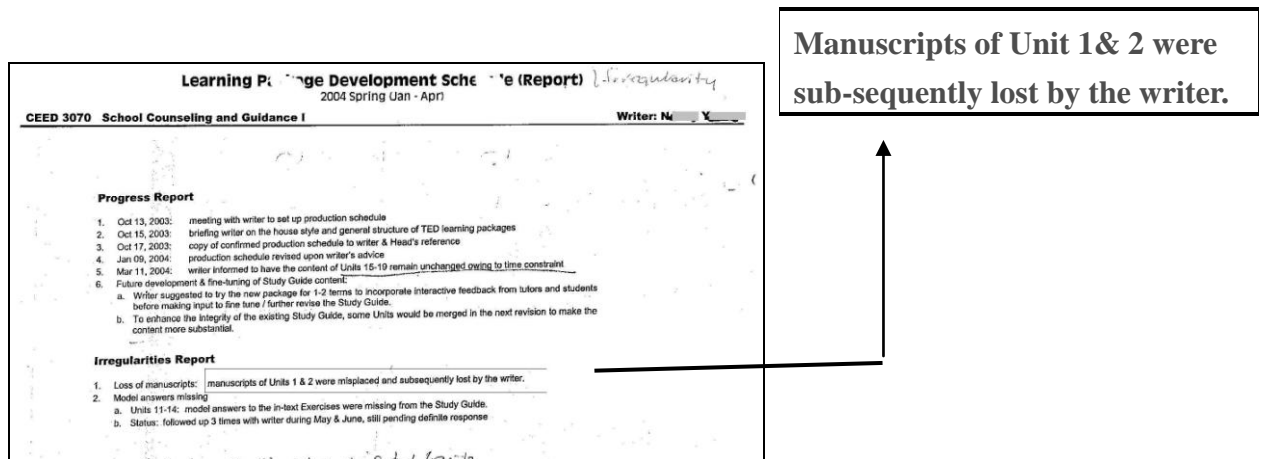 Manuscripts of Unit 1& 2 were
sub-sequently lost by the writer.
Learning Development (Report)
2004 Spring (Jan - Apr)
CEED 3070 School Counseling and Guidance I Writer:
Progress Report
1. Oct 13, 2003: meeting with writer to set up production schedule
2. Oct 15, 2003: briefing writer on the house style and general structure of TED learning packages
3. Oct 17, 2003: copy of confirmed production schedule to writer & Head's reference
4. Jan 09, 2004: production schedule revised upon writer's advice
5. Mar 11, 2004: writer informed to have the content of Units 15-19 remain unchanged owing to time constraint
6. Future development & fine-tuning of Study Guide content:
a. Writer suggested to try the new package for 1-2 terms to incorporate interactive feedback from tutors and students
before making input to fine tune / further revise the Study Guide.
b. To enhance the integrity of the existing Study Guide, some Units would be merged in the next revision to make the
content more substantial.
Irregularities Report
1. Loss of manuscripts: manuscripts of Units 1 & 2 were misplaced and subsequently lost by the writer.
2. Model answers missing
a. Units 11-14: model answers to the in-text Exercises were missing from the Study Guide.
b. Status: followed up 3 times with writer during May & June, still pending definite response